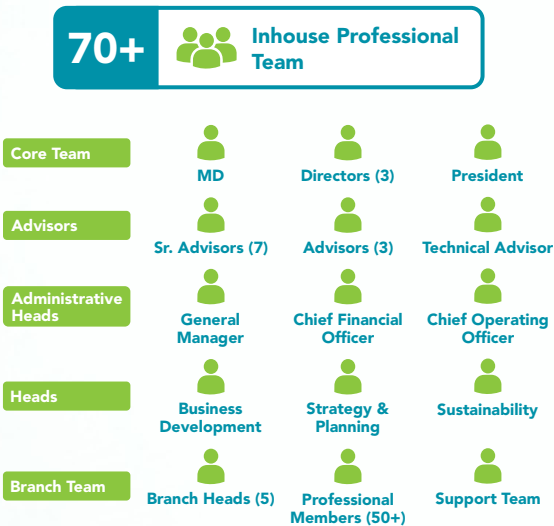 70+
Inhouse Professional
Team
Core Team
MD
Directors (3)
President
Advisors
Sr. Advisors (7)
Advisors (3)
Technical Advisor
Administrative
Heads
General
Manager
Chief Financial
Officer
Chief Operating
Officer
Heads
Business
Development
Strategy &
Planning
Sustainability
Branch Team
Branch Heads (5)
Professional
Members (50+)
Support Team